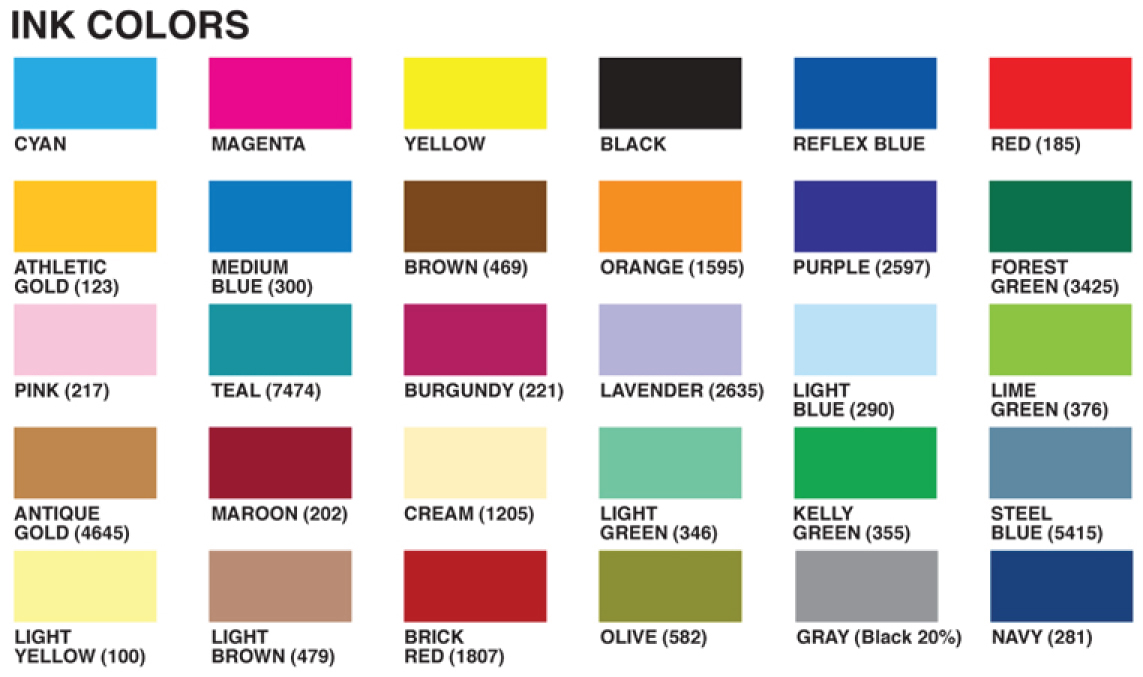 INK COLORS
CYAN
MAGENTA
YELLOW
BLACK
REFLEX BLUE
RED (185)
ATHLETIC
GOLD (123)
MEDIUM
BLUE (300)
BROWN (469)
ORANGE (1595)
PURPLE (2597)
FOREST
GREEN (3425)
PINK (217)
TEAL (7474)
BURGUNDY (221)
LAVENDER (2635)
LIGHT
BLUE (290)
LIME
GREEN (376)
ANTIQUE
GOLD (4645)
MAROON (202)
CREAM (1205)
LIGHT
GREEN (346)
KELLY
GREEN (355)
STEEL
BLUE (5415)
LIGHT
YELLOW (100)
LIGHT
BROWN (479)
BRICK
RED (1807)
OLIVE (582)
GRAY (Black 20%)
NAVY (281)